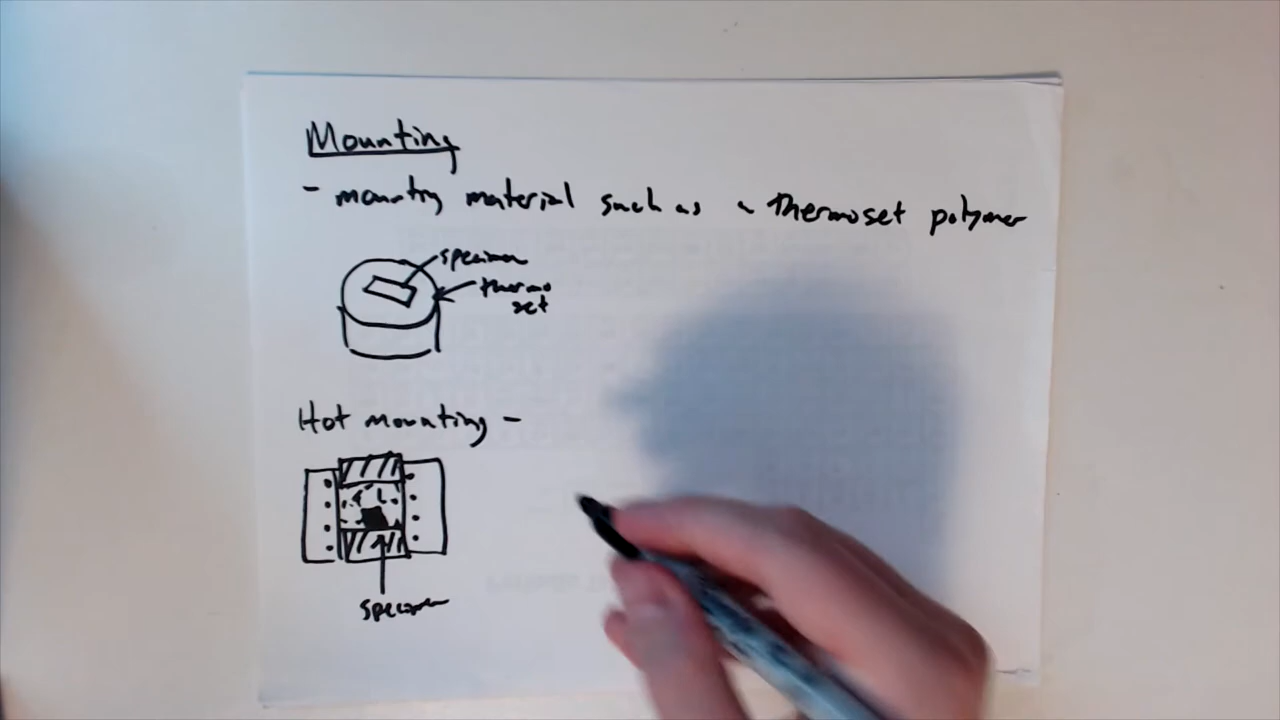 Mounting
- mounting material such as a thermoset polymer
specimen
thermo
set
Hot mounting -
specimen